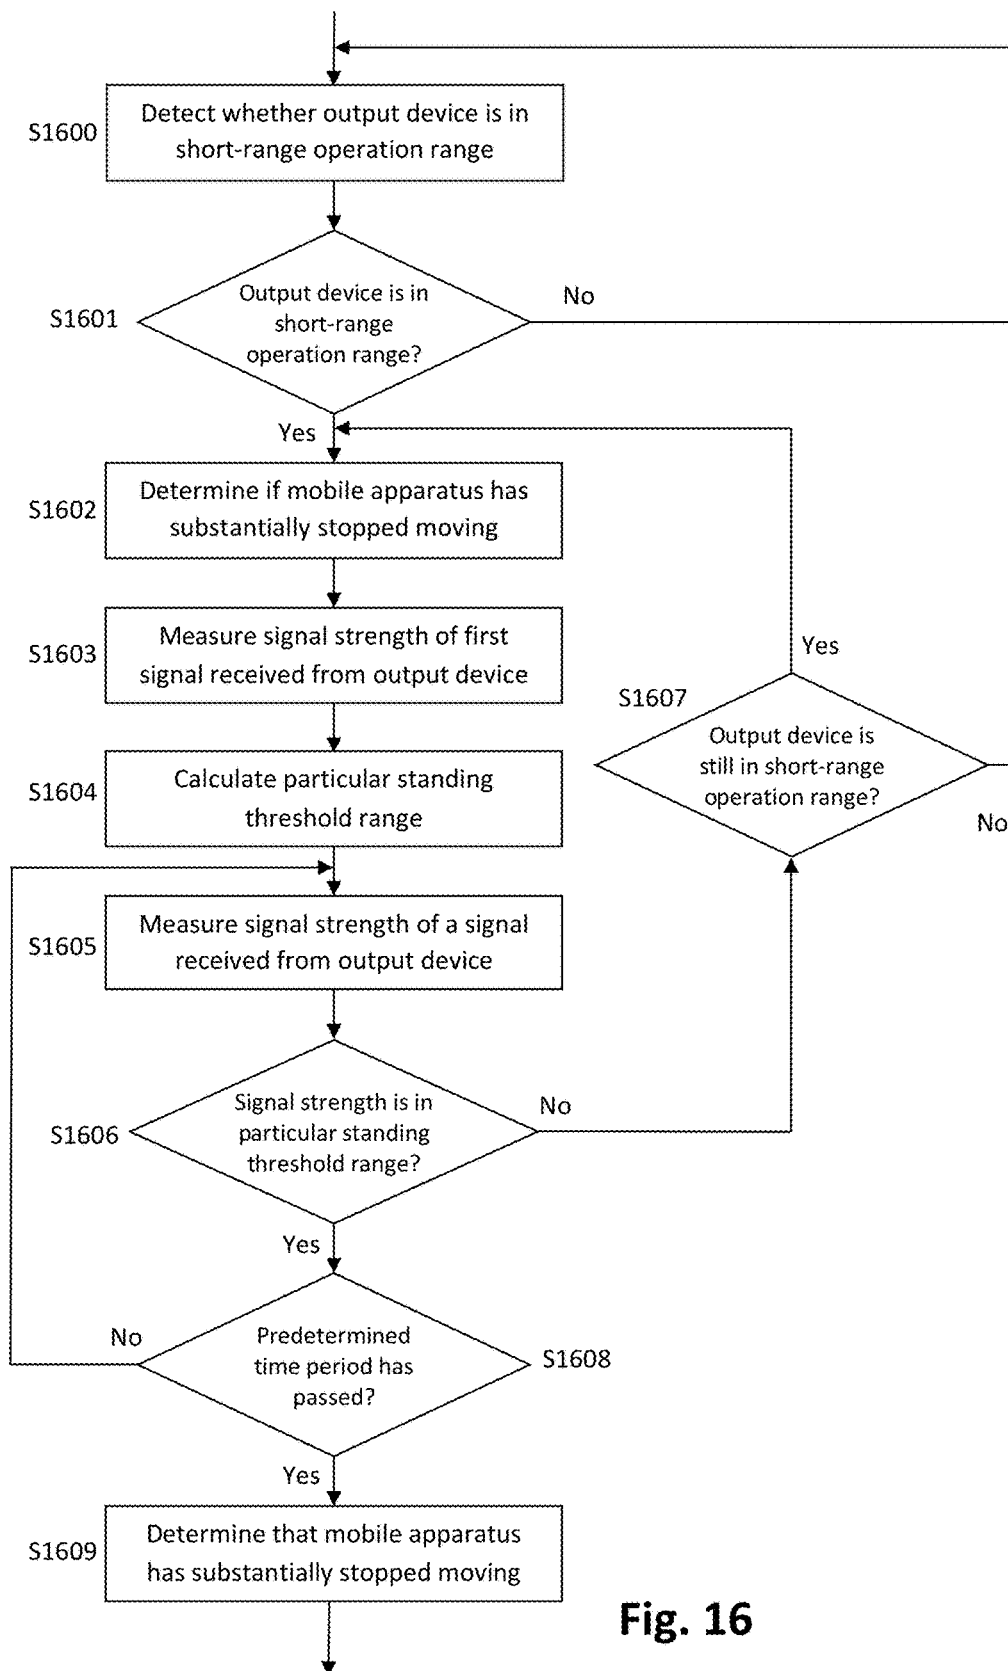 S1600
Detect whether output device is in
short-range operation range
S1601
Output device is in
short-range
operation range?
No
Yes
S1602
Determine if mobile apparatus has
substantially stopped moving
S1603
Measure signal strength of first
signal received from output device
Yes
S1607
Output device is
still in short-range
operation range?
No
S1604
Calculate particular standing
threshold range
S1605
Measure signal strength of a signal
received from output device
S1606
Signal strength is in
particular standing
threshold range?
No
Yes
No
Predetermined
time period has
passed?
S1608
Yes
S1609
Determine that mobile apparatus
has substantially stopped moving
Fig. 16